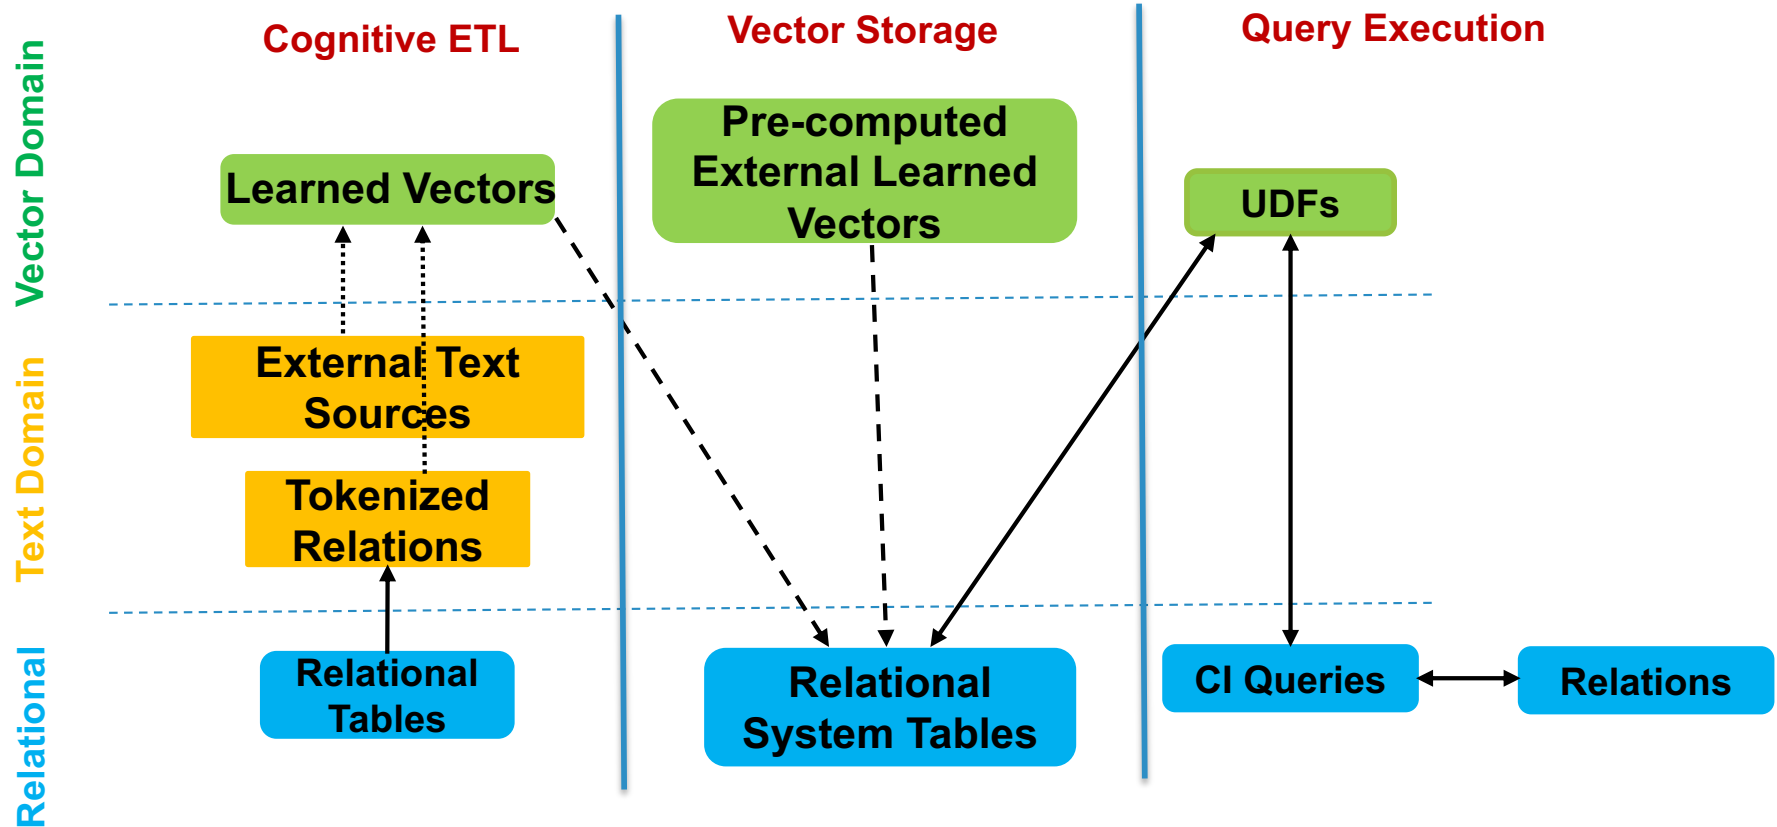 Cognitive ETL
Vector Storage
Query Execution
Vector Domain
Learned Vectors
Pre-computed
External Learned
Vectors
UDFs
Text Domain
External Text
Sources
Tokenized
Relations
Relational
Relational
Tables
Relational
System Tables
CI Queries
Relations